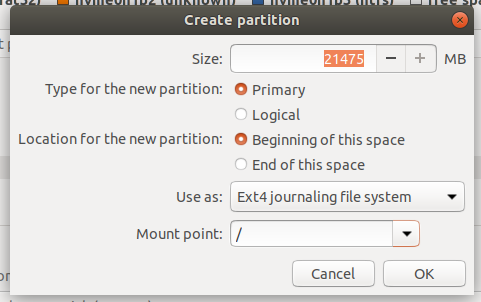 Create partition
Size: 21475 MB
Type for the new partition: Primary
Logical
Location for the new partition: Beginning of this space
End of this space
Use as: Ext4 journaling file system
Mount point: /
Cancel OK